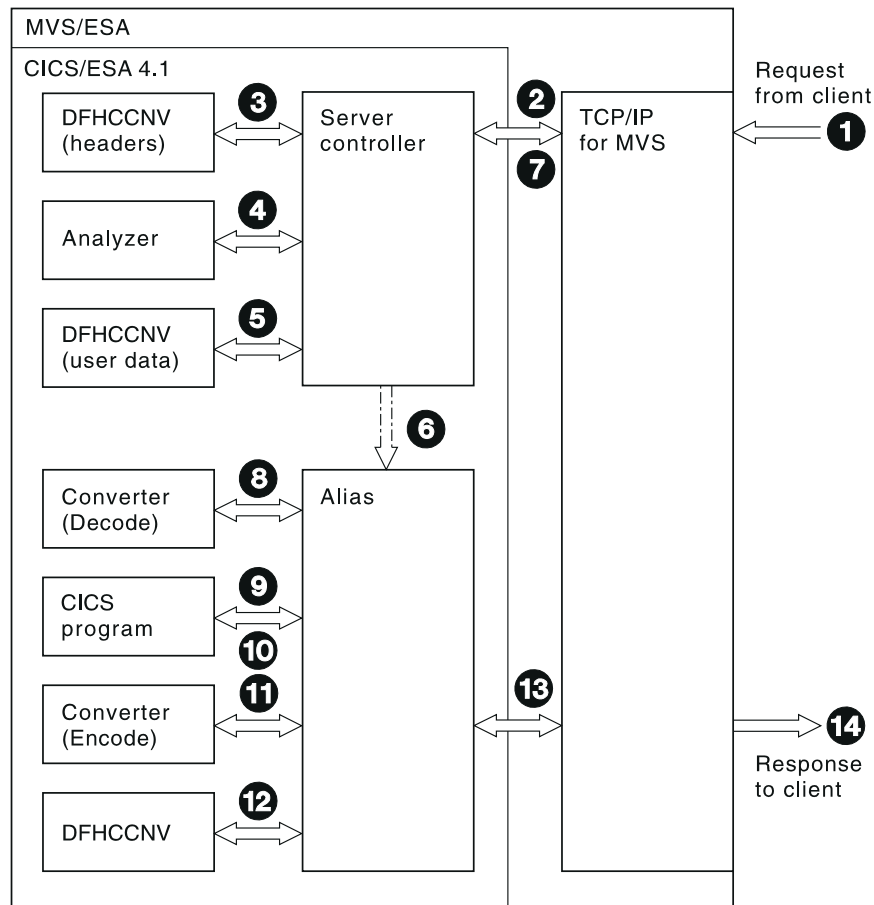 MVS/ESA
CICS/ESA 4.1
Request
from client
1
DFHCCNV
(headers)
3
Server
controller
2
7
TCP/IP
for MVS
Analyzer
4
DFHCCNV
(user data)
5
6
Converter
(Decode)
8
Alias
CICS
program
9
10
Converter
(Encode)
11
13
14
Response
to client
DFHCCNV
12